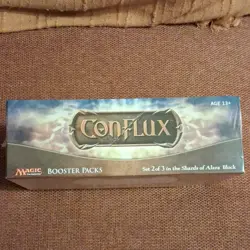 AGE 13+
CONFLUX
MAGIC
BOOSTER PACKS
Set 2 of 3 in the Shards of Alara Block